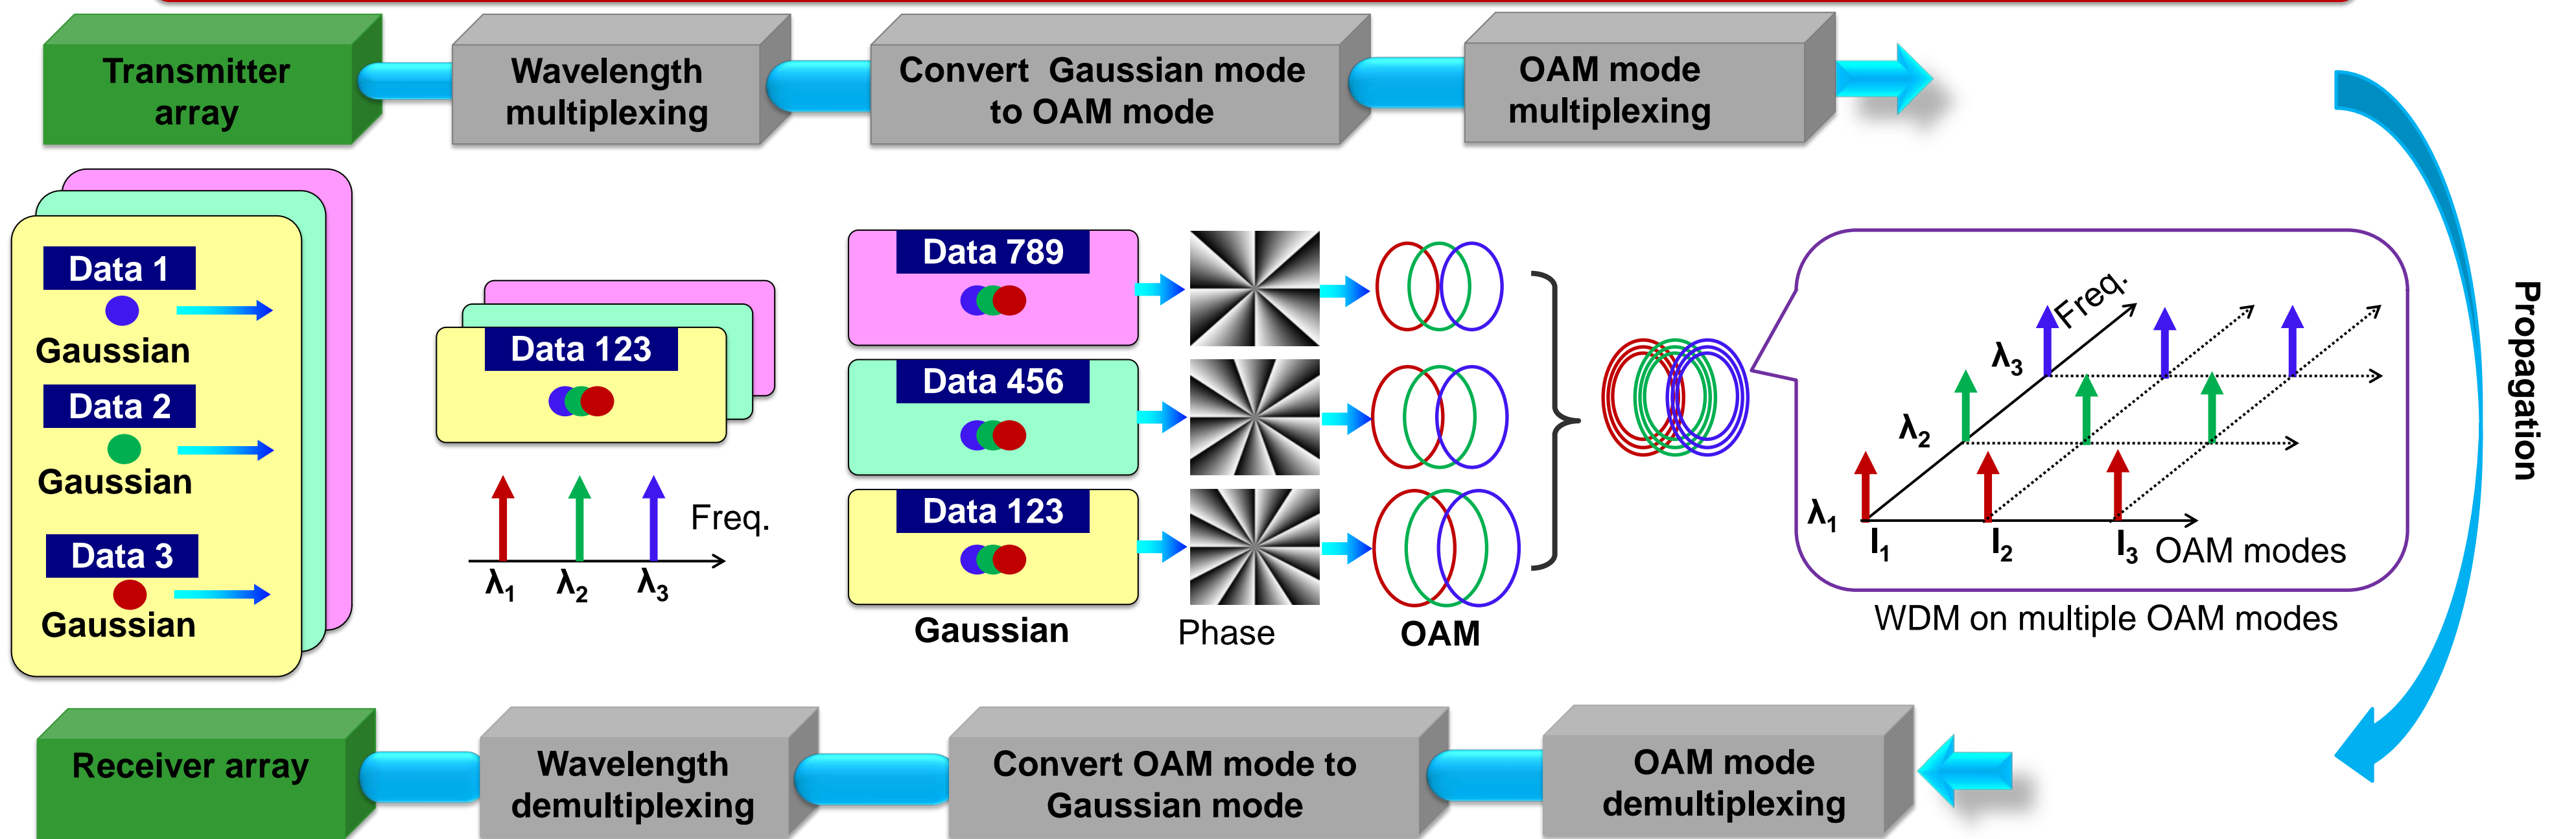 Transmitter
array
Wavelength
multiplexing
Convert Gaussian mode
to OAM mode
OAM mode
multiplexing
Data 1
Gaussian
Data 2
Gaussian
Data 3
Gaussian
Data 123
Freq.
λ1 λ2 λ3
Data 789
Data 456
Data 123
Gaussian
Phase
OAM
Freq.
λ3
λ2
λ1
l1 l2 l3
OAM modes
WDM on multiple OAM modes
Propagation
Receiver array
Wavelength
demultiplexing
Convert OAM mode to
Gaussian mode
OAM mode
demultiplexing